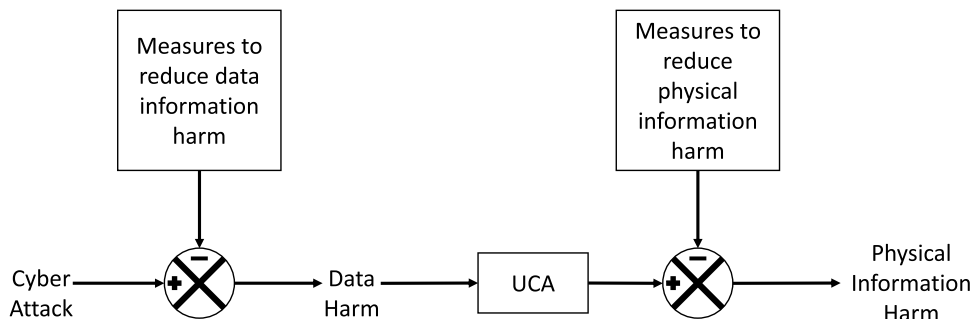 Measures to
reduce data
information
harm
Measures to
reduce
physical
information
harm
Cyber
Attack
Data
Harm
UCA
Physical
Information
Harm